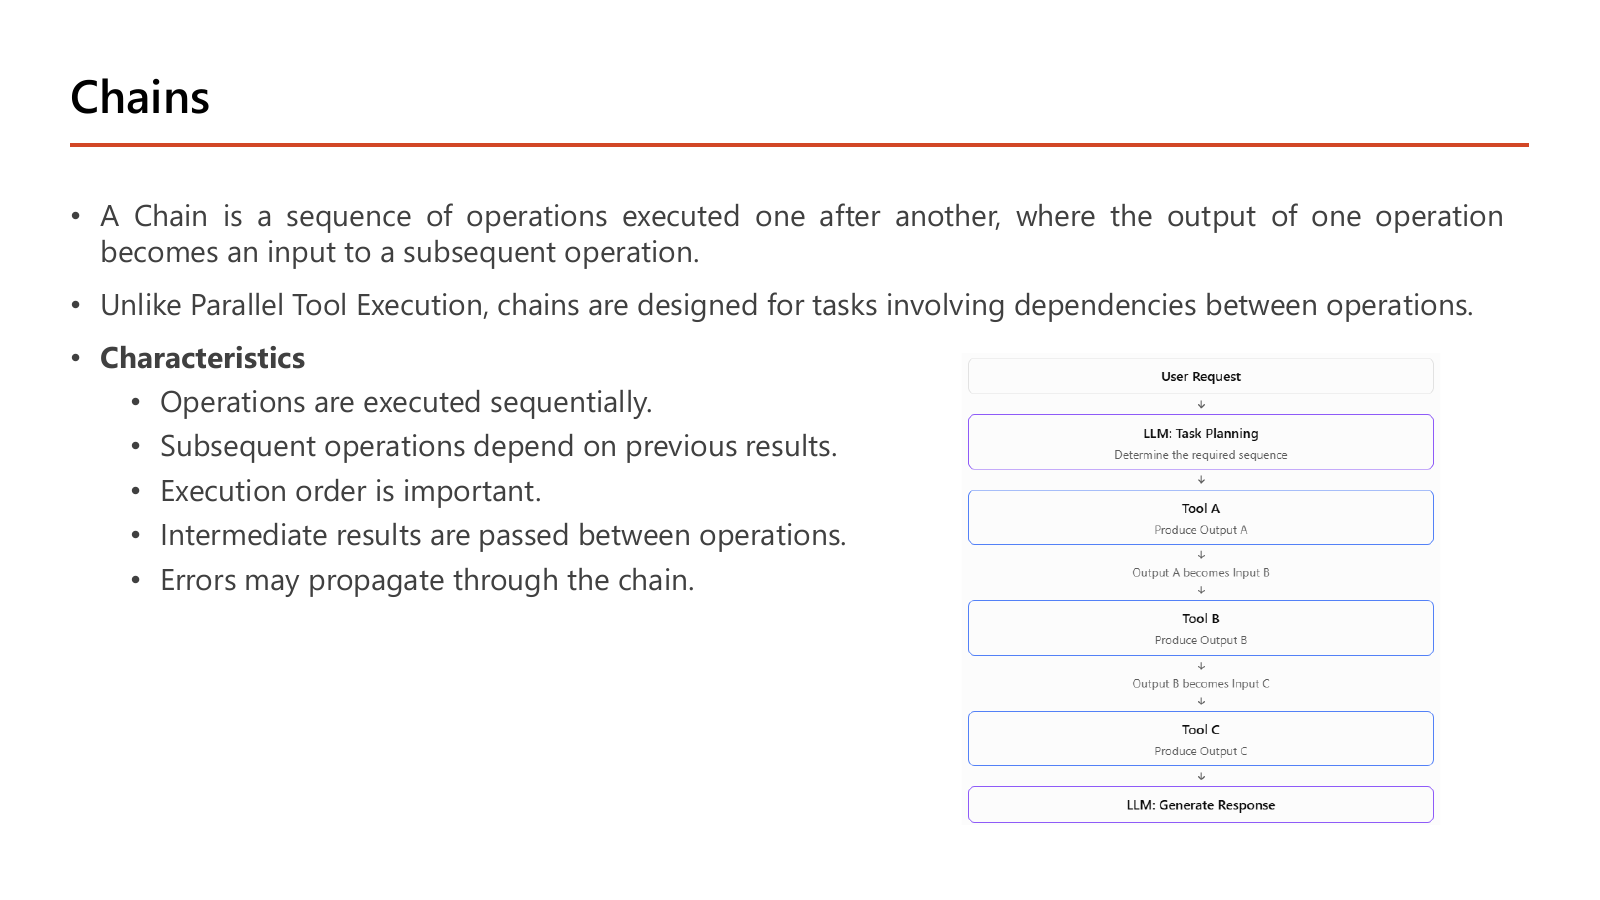 Chains
• A Chain is a sequence of operations executed one after another, where the output of one operation
becomes an input to a subsequent operation.
• Unlike Parallel Tool Execution, chains are designed for tasks involving dependencies between operations.
• Characteristics
• Operations are executed sequentially.
• Subsequent operations depend on previous results.
• Execution order is important.
• Intermediate results are passed between operations.
• Errors may propagate through the chain.
User Request
↓
LLM: Task Planning
Determine the required sequence
↓
Tool A
Produce Output A
↓
Output A becomes Input B
↓
Tool B
Produce Output B
↓
Output B becomes Input C
↓
Tool C
Produce Output C
↓
LLM: Generate Response